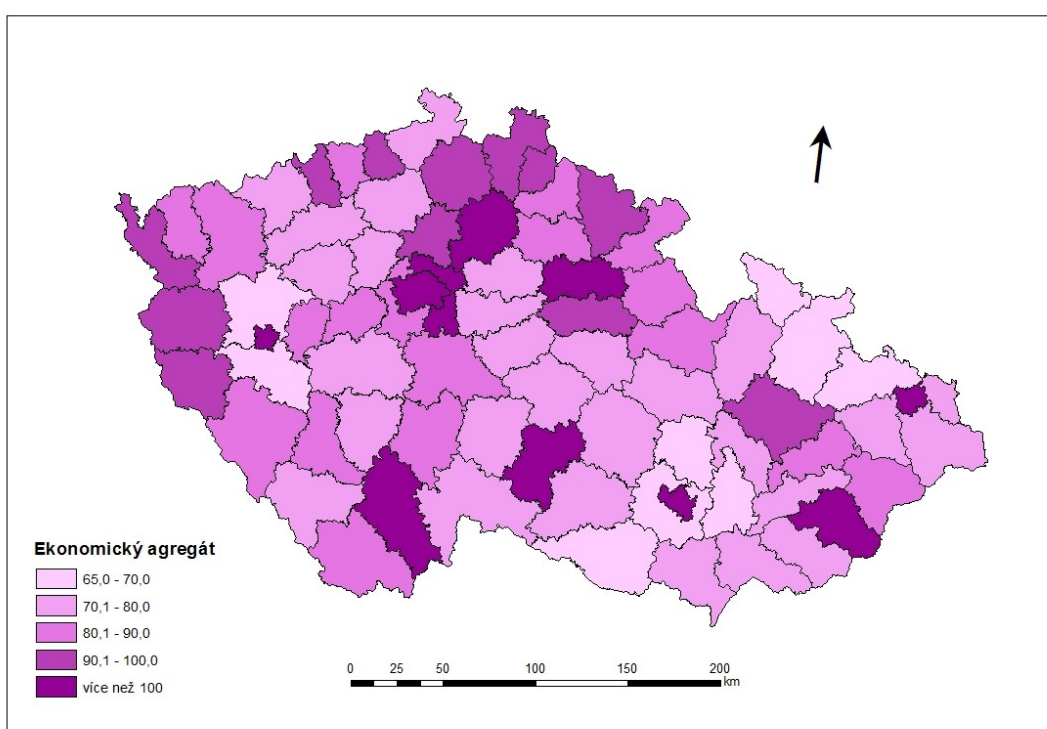 Ekonomický agregát
65,0 - 70,0
70,1 - 80,0
80,1 - 90,0
90,1 - 100,0
více než 100
0 25 50 100 150 200
km